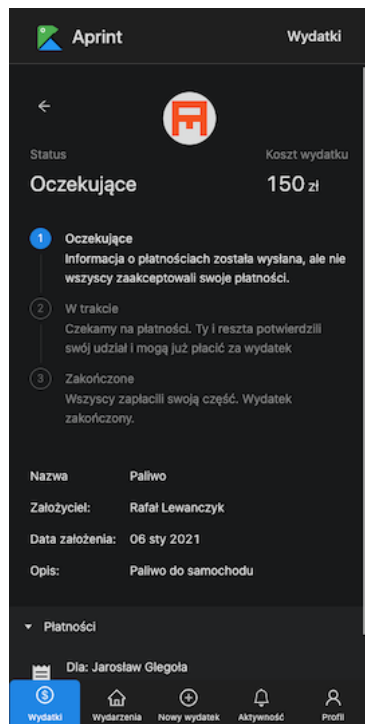 Aprint Wydatki
Status Koszt wydatku
Oczekujące 150 zł
1 Oczekujące
Informacja o płatnościach została wysłana, ale nie
wszyscy zaakceptowali swoje płatności.
2 W trakcie
Czekamy na płatności. Ty i reszta potwierdzili
swój udział i mogą już płacić za wydatek
3 Zakończone
Wszyscy zapłacili swoją część. Wydatek
zakończony.
Nazwa Paliwo
Założyciel: Rafał Lewanczyk
Data założenia: 06 sty 2021
Opis: Paliwo do samochodu
Płatności
Dla: Jarosław Glegoła
Wydatki Wydarzenia Nowy wydatek Aktywność Profil